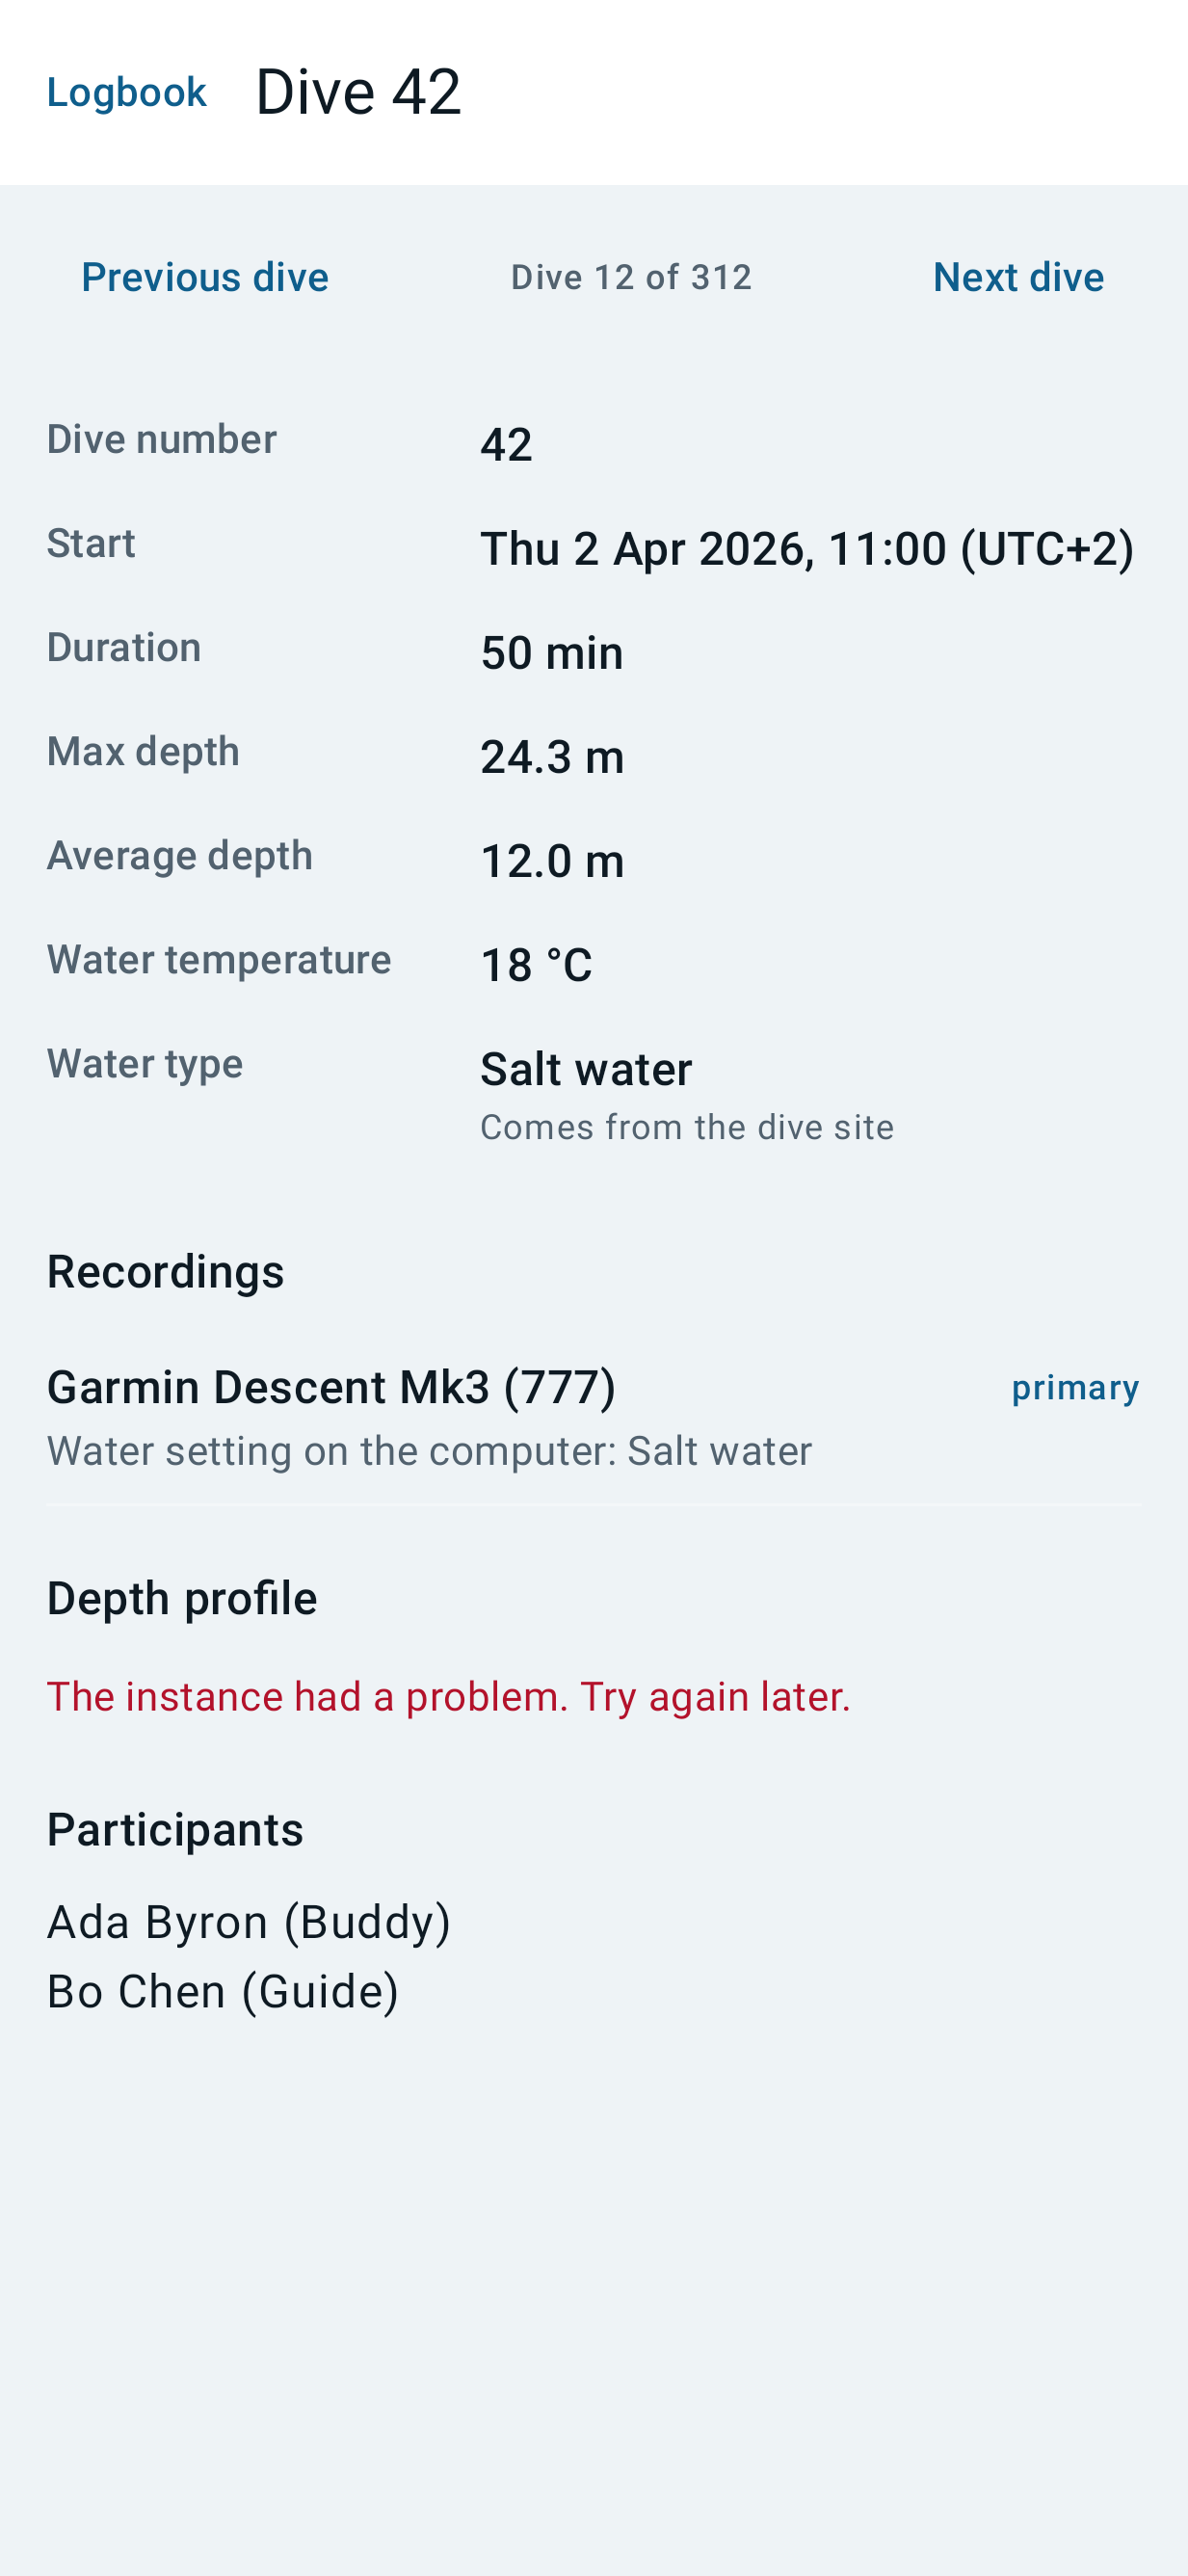 Logbook Dive 42
Previous dive Dive 12 of 312 Next dive
Dive number 42
Start Thu 2 Apr 2026, 11:00 (UTC+2)
Duration 50 min
Max depth 24.3 m
Average depth 12.0 m
Water temperature 18 °C
Water type Salt water
Comes from the dive site
Recordings
Garmin Descent Mk3 (777) primary
Water setting on the computer: Salt water
Depth profile
The instance had a problem. Try again later.
Participants
Ada Byron (Buddy)
Bo Chen (Guide)